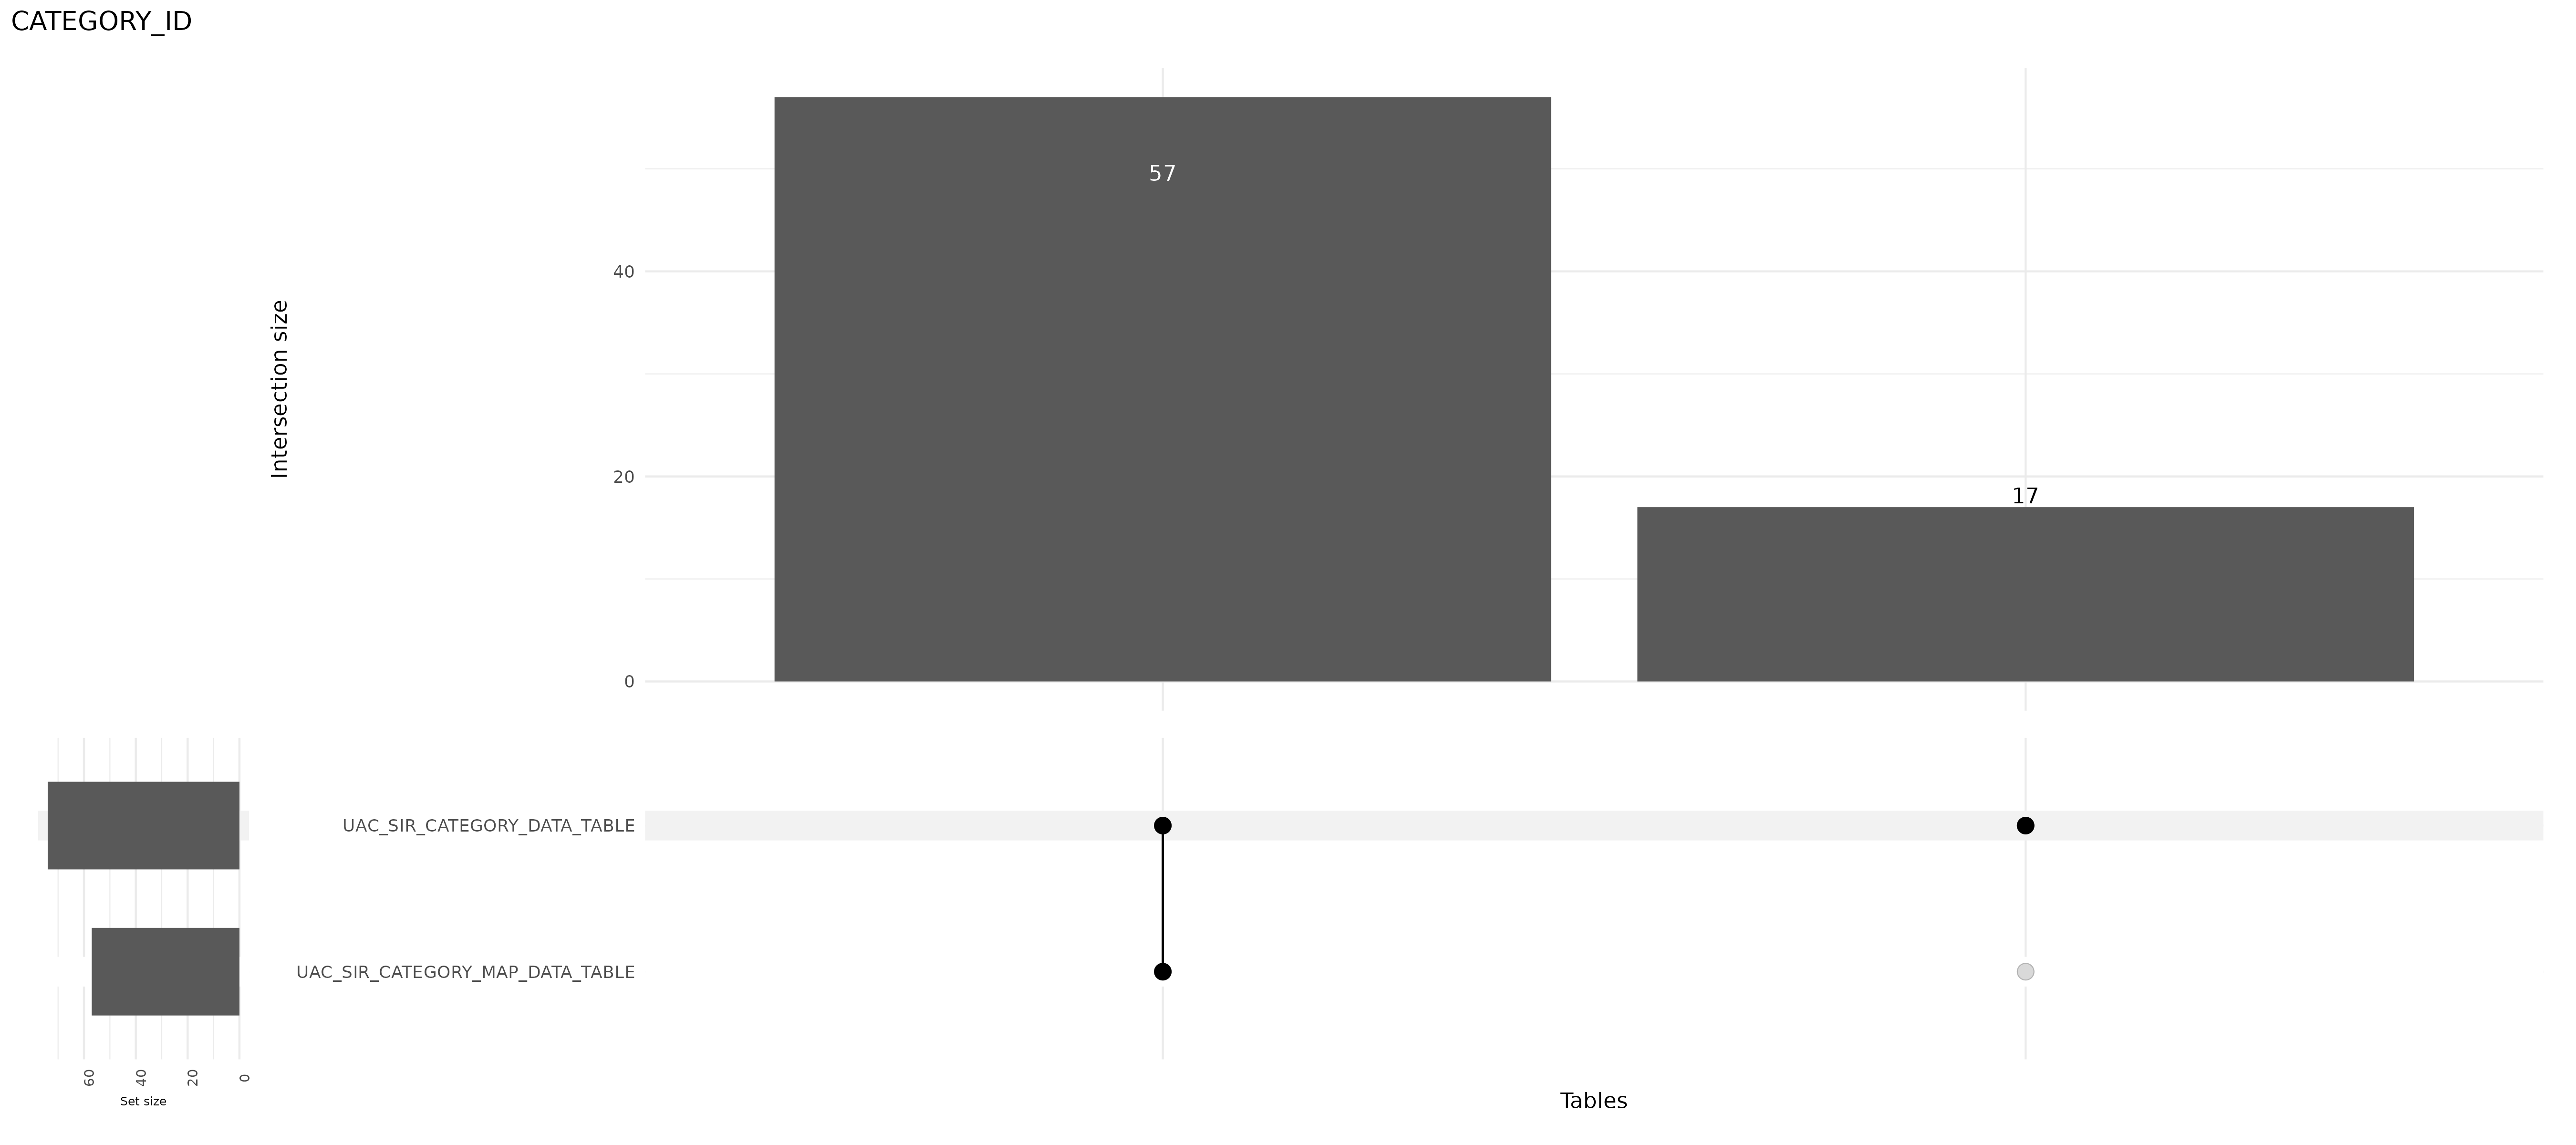 CATEGORY_ID
Intersection size
57
40
20
17
0
UAC_SIR_CATEGORY_DATA_TABLE
UAC_SIR_CATEGORY_MAP_DATA_TABLE
60
40
20
0
Set size
Tables